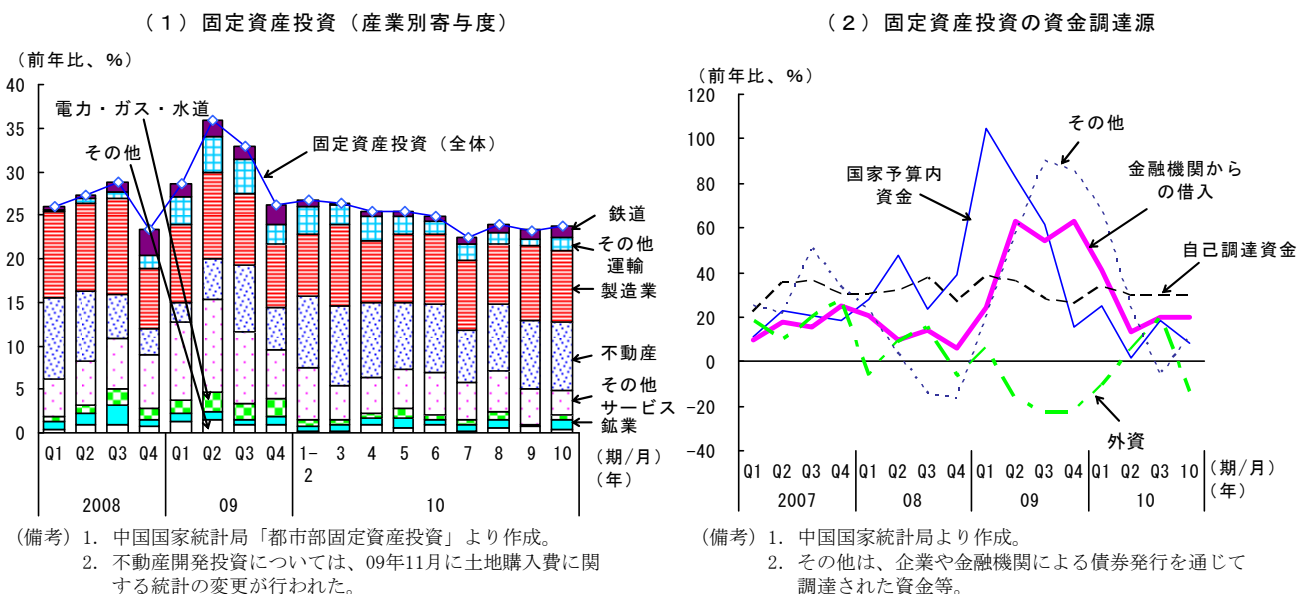 （１）固定資産投資（産業別寄与度）
（前年比、％）
40
35
30
25
20
15
10
5
0
電力・ガス・水道
その他
固定資産投資（全体）
鉄道
その他
運輸
製造業
不動産
その他
サービス
鉱業
Q1 Q2 Q3 Q4 Q1 Q2 Q3 Q4 1-2 3 4 5 6 7 8 9 10 （期/月）
2008 09 10 （年）
（備考）1. 中国国家統計局「都市部固定資産投資」より作成。
2. 不動産開発投資については、09年11月に土地購入費に関
する統計の変更が行われた。
（２）固定資産投資の資金調達源
（前年比、％）
120
100
80
60
40
20
0
-20
-40
その他
国家予算内
資金
金融機関から
の借入
自己調達資金
外資
Q1 Q2 Q3 Q4 Q1 Q2 Q3 Q4 Q1 Q2 Q3 Q4 Q1 Q2 Q3 10 （期/月）
2007 08 09 10 （年）
（備考）1. 中国国家統計局より作成。
2. その他は、企業や金融機関による債券発行を通じて
調達された資金等。